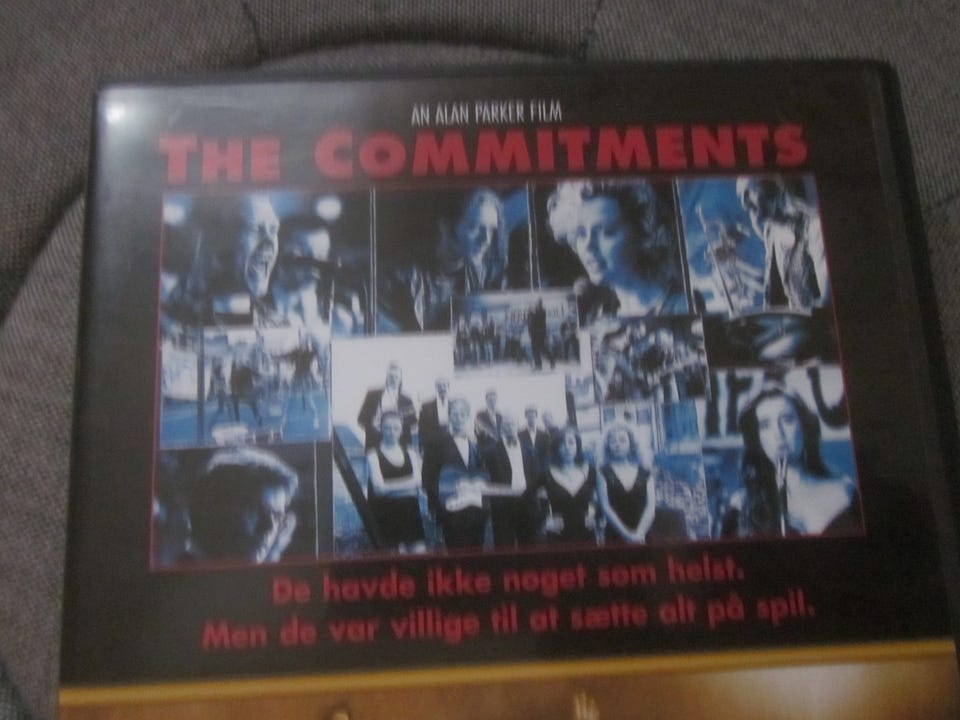 AN ALAN PARKER FILM
THE COMMITMENTS
De havde ikke noget som helst.
Men de var villige til at sætte alt på spil.